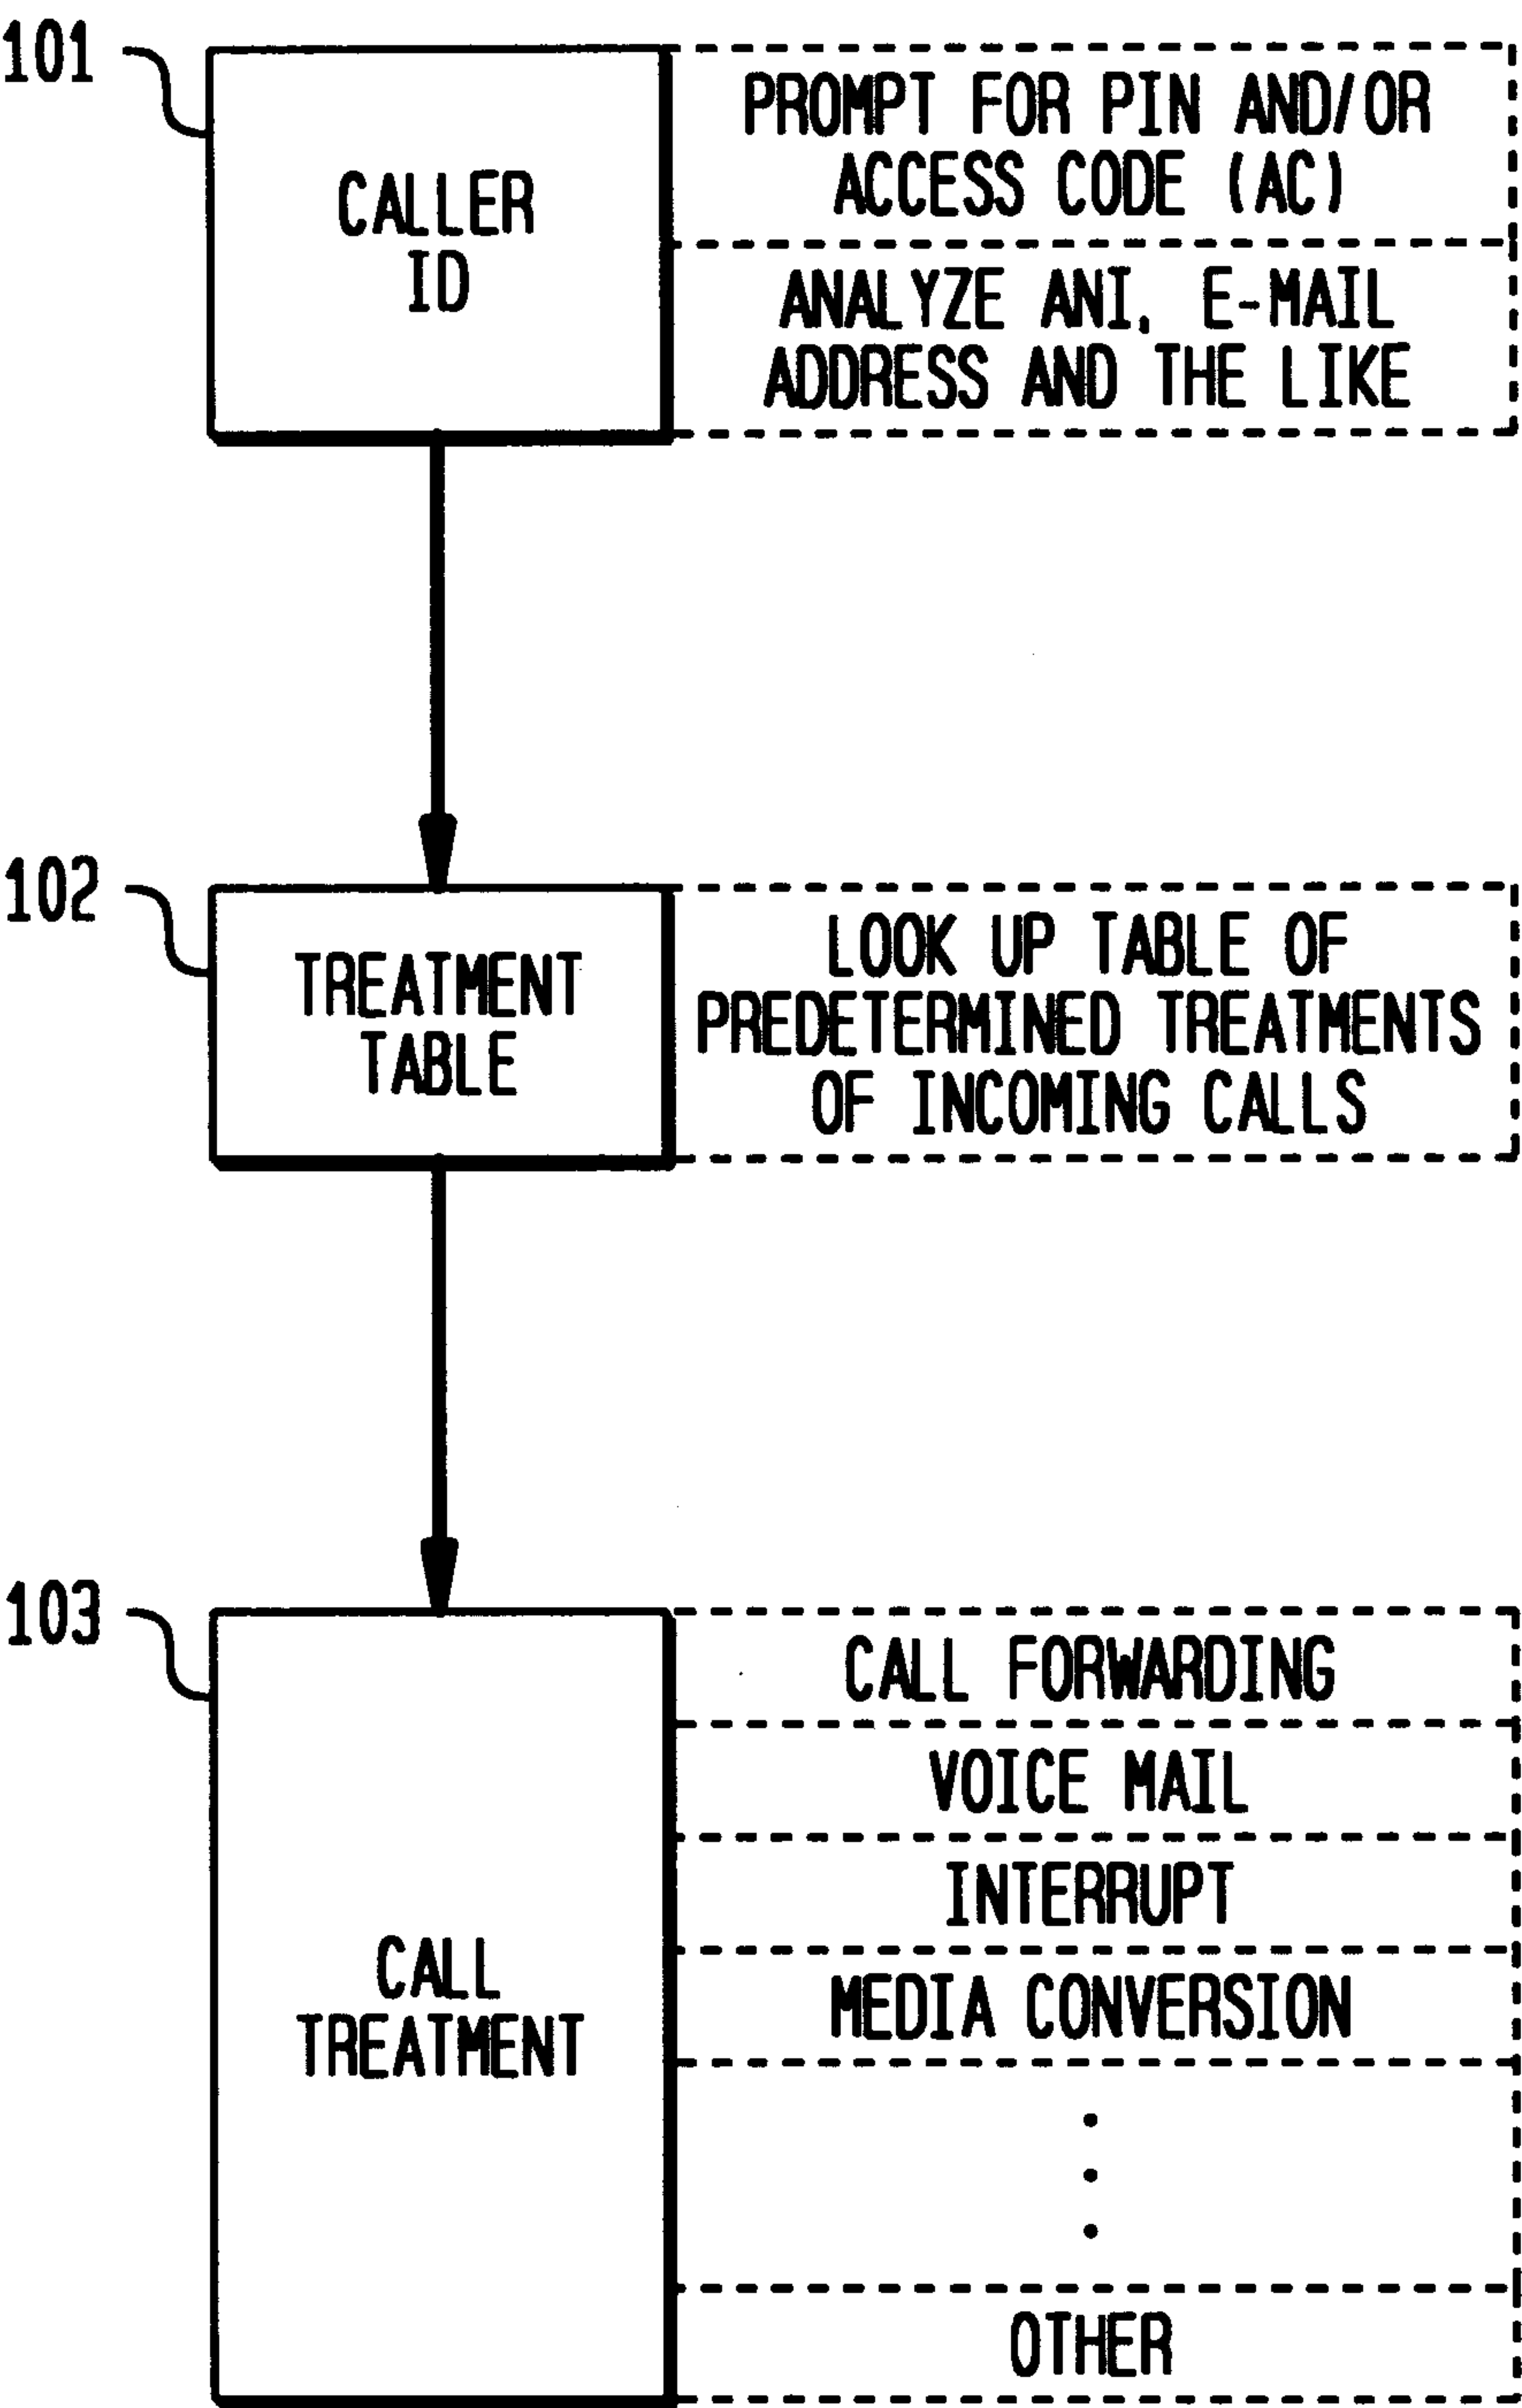 101
CALLER
ID
PROMPT FOR PIN AND/OR
ACCESS CODE (AC)
ANALYZE ANI, E-MAIL
ADDRESS AND THE LIKE
102
TREATMENT
TABLE
LOOK UP TABLE OF
PREDETERMINED TREATMENTS
OF INCOMING CALLS
103
CALL
TREATMENT
CALL FORWARDING
VOICE MAIL
INTERRUPT
MEDIA CONVERSION
OTHER